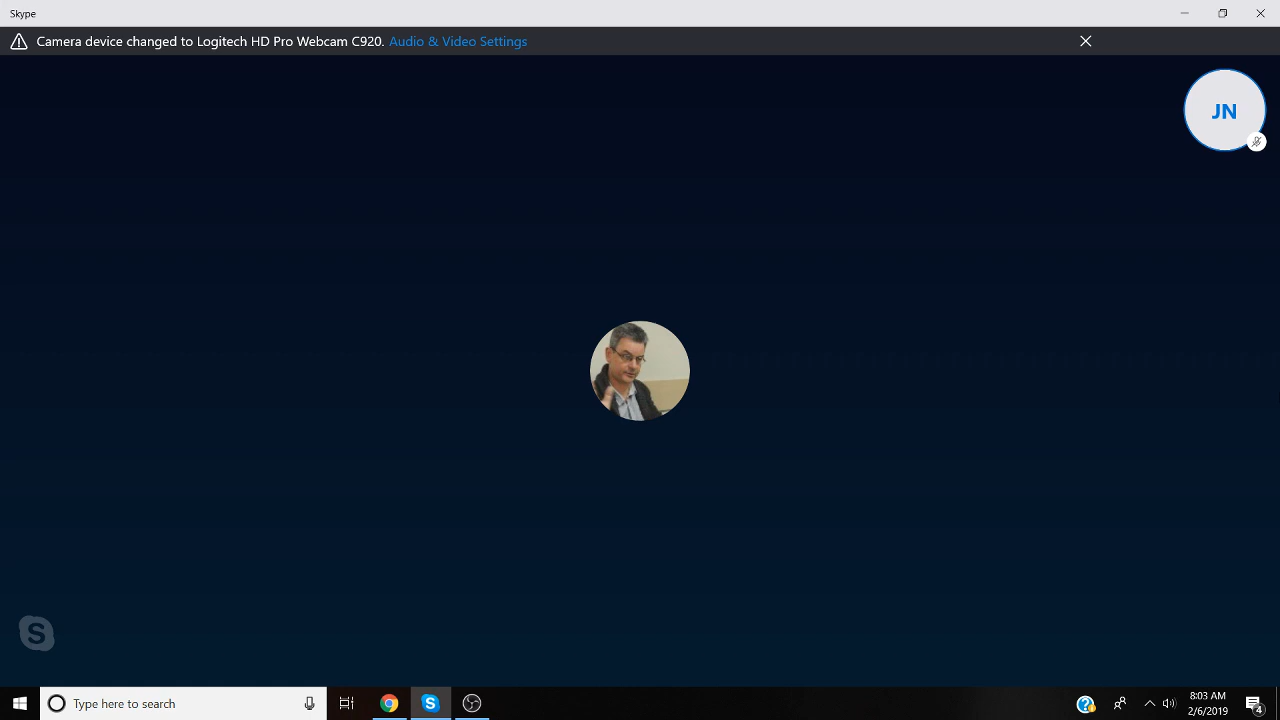 Skype
Camera device changed to Logitech HD Pro Webcam C920. Audio & Video Settings
JN
S
Type here to search
S
?
8:03 AM
2/6/2019
4